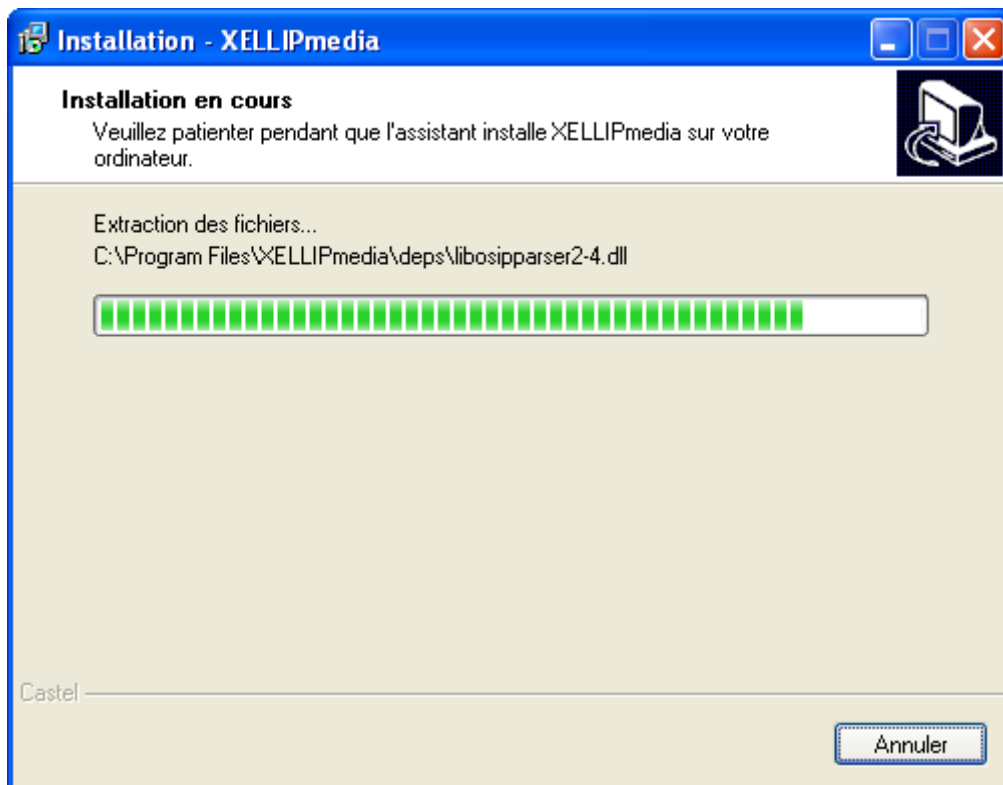 Installation - XELLIPmedia
Installation en cours
Veuillez patienter pendant que l'assistant installe XELLIPmedia sur votre
ordinateur.
Extraction des fichiers...
C:\Program Files\XELLIPmedia\deps\libosipparser2-4.dll
Castel
Annuler